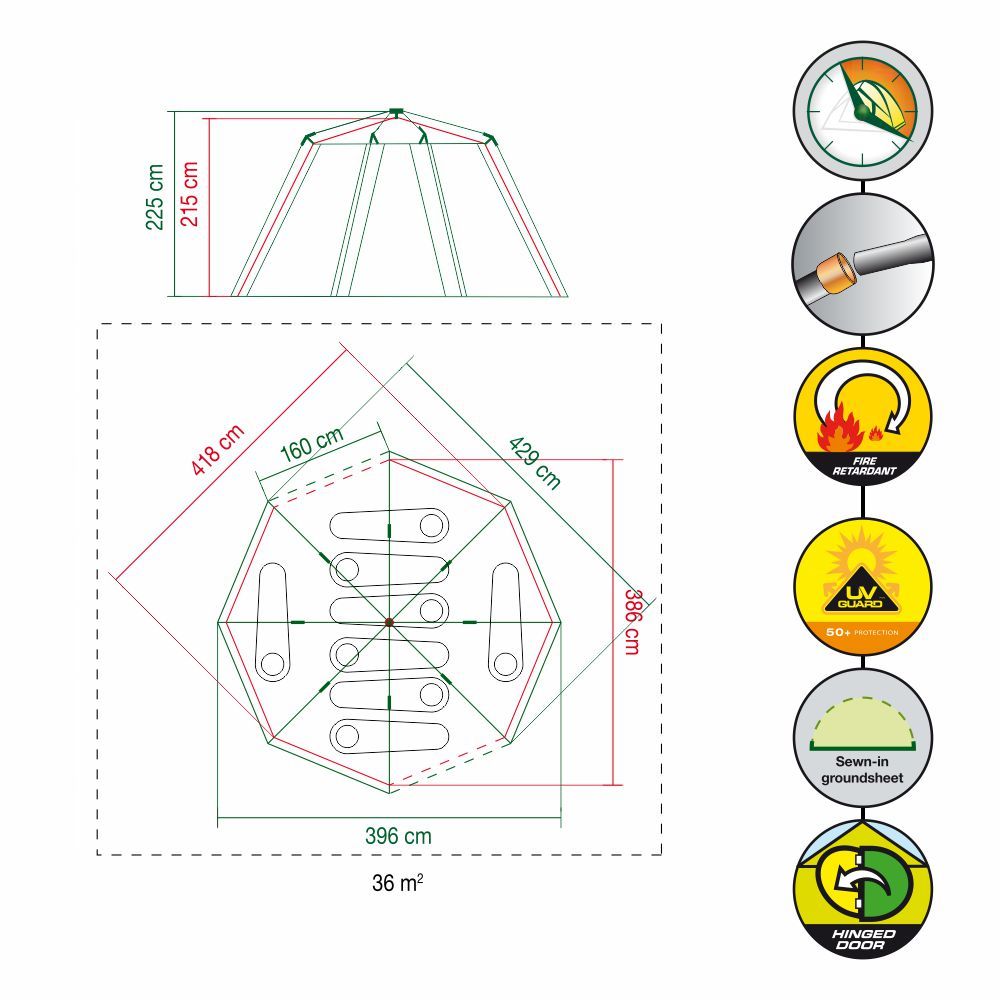 225 cm
215 cm
418 cm
160 cm
429 cm
386 cm
396 cm
36 m²
FIRE
RETARDANT
UV
GUARD
50+ PROTECTION
Sewn-in
groundsheet
HINGED
DOOR